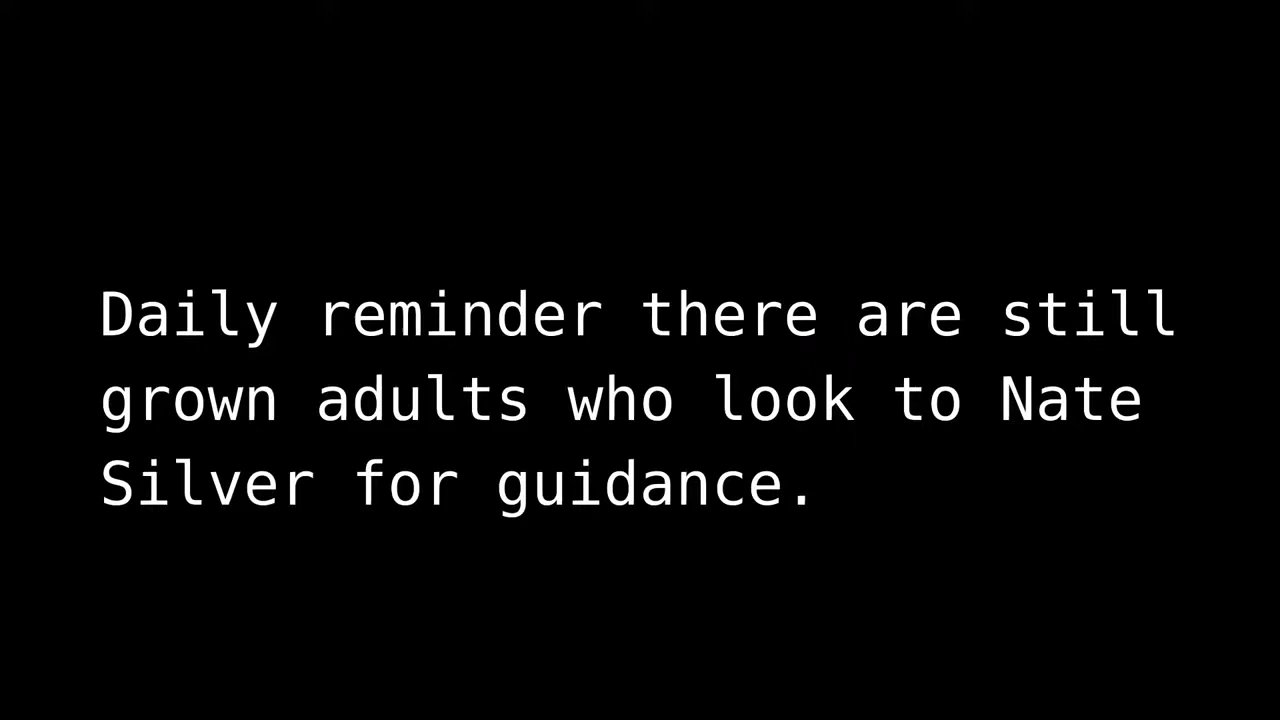 Daily reminder there are still
grown adults who look to Nate
Silver for guidance.